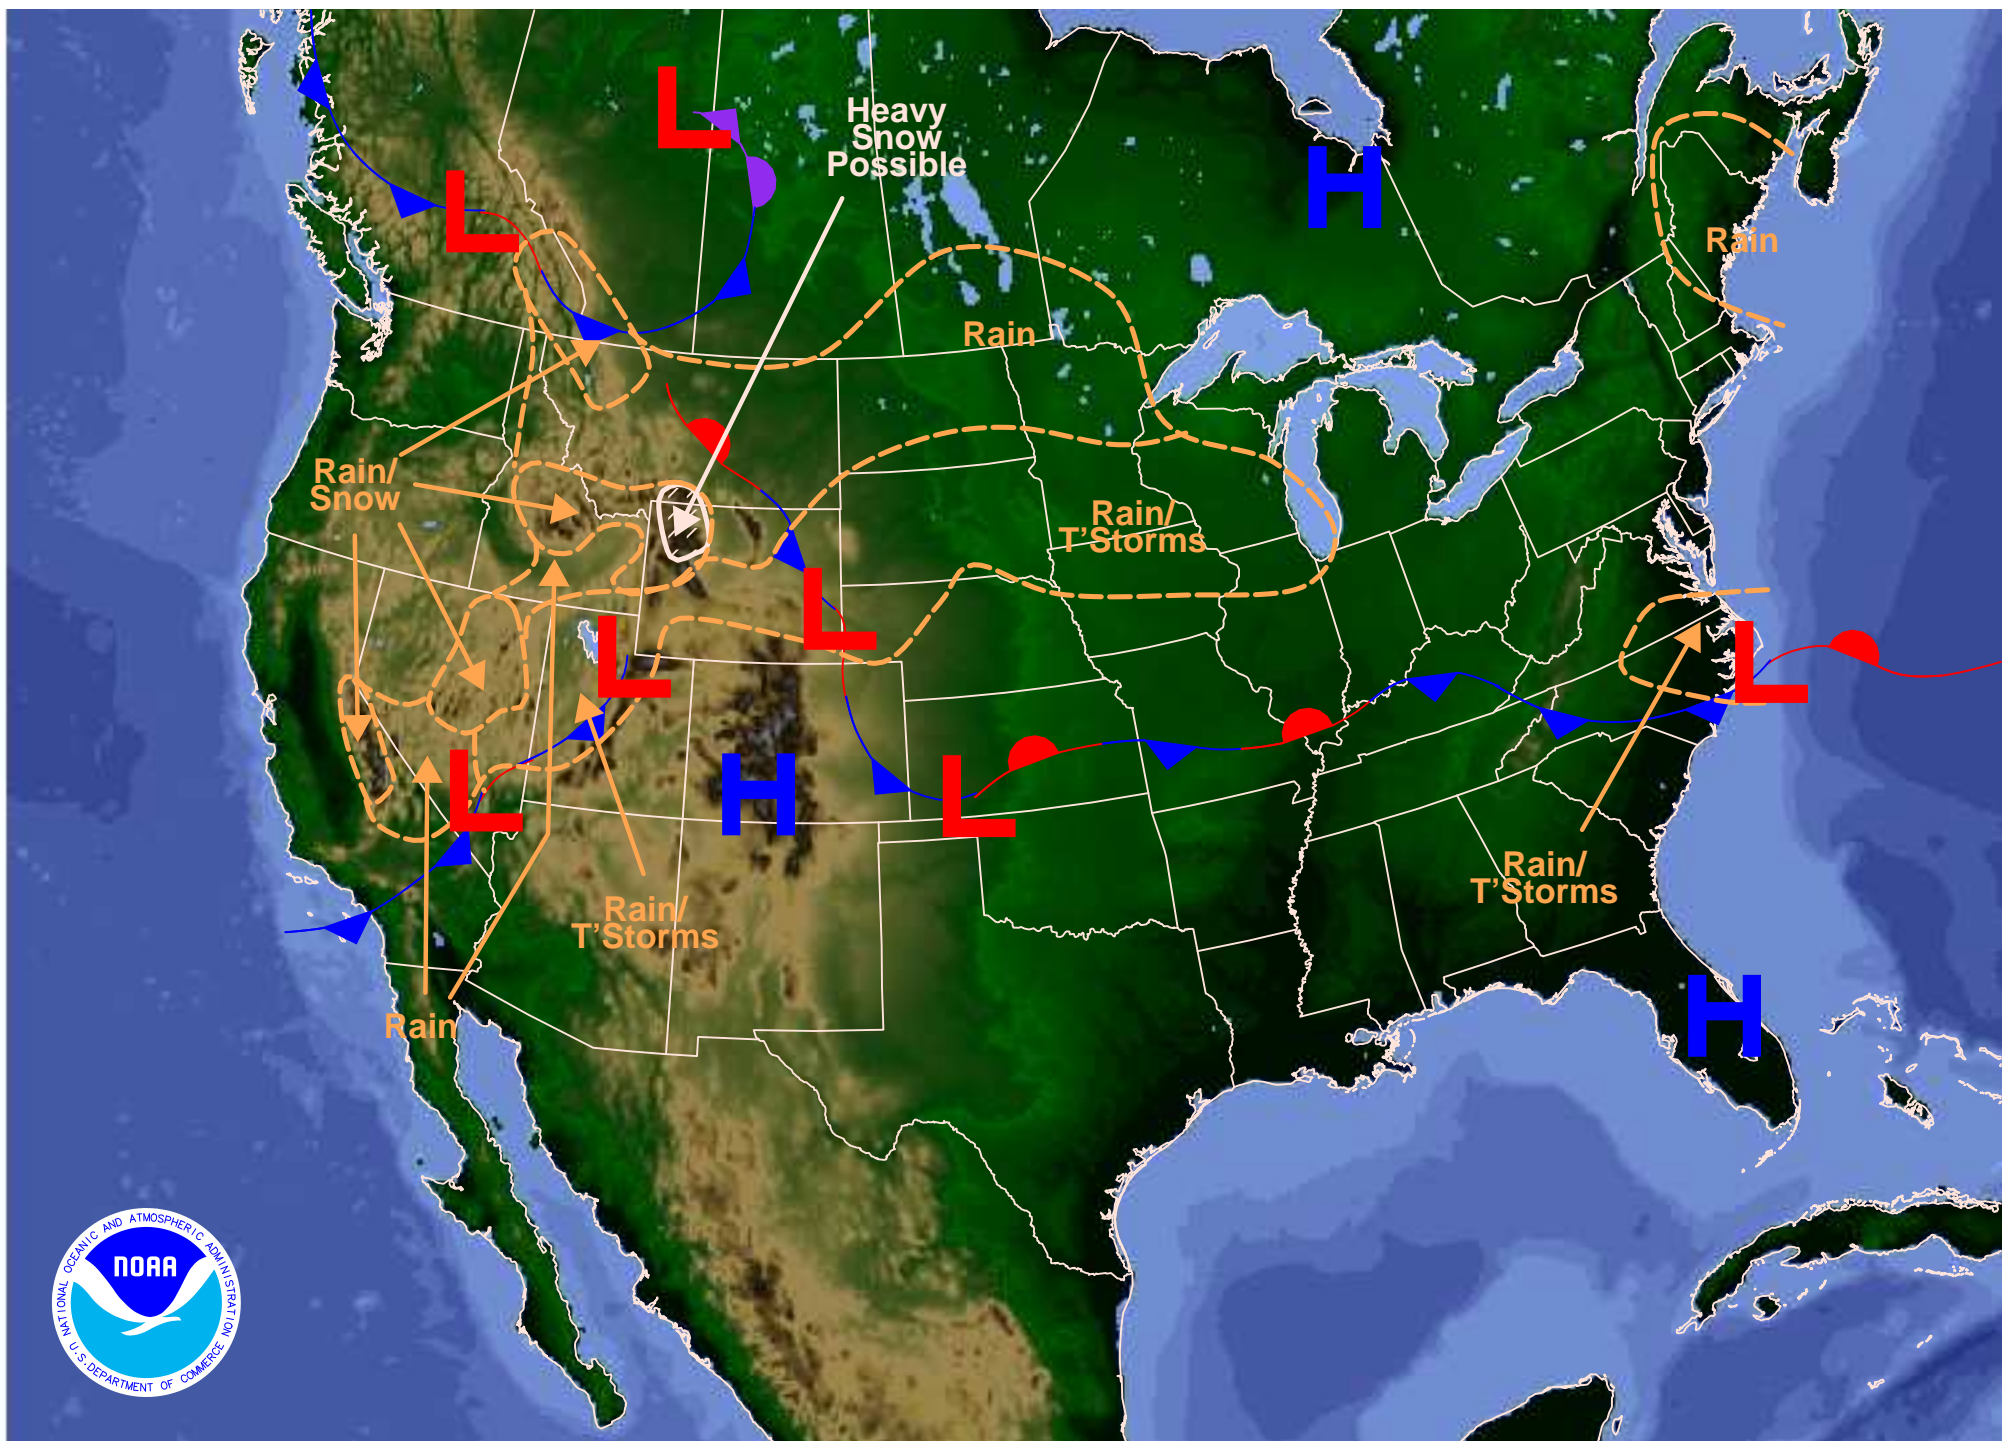 L
Heavy
Snow
Possible
L
H
Rain
Rain
Rain/
Snow
Rain/
T'Storms
L
L
L
L
H
L
L
Rain/
T'Storms
Rain/
T'Storms
H
Rain
NATIONAL OCEANIC AND ATMOSPHERIC ADMINISTRATION
NOAA
U.S. DEPARTMENT OF COMMERCE